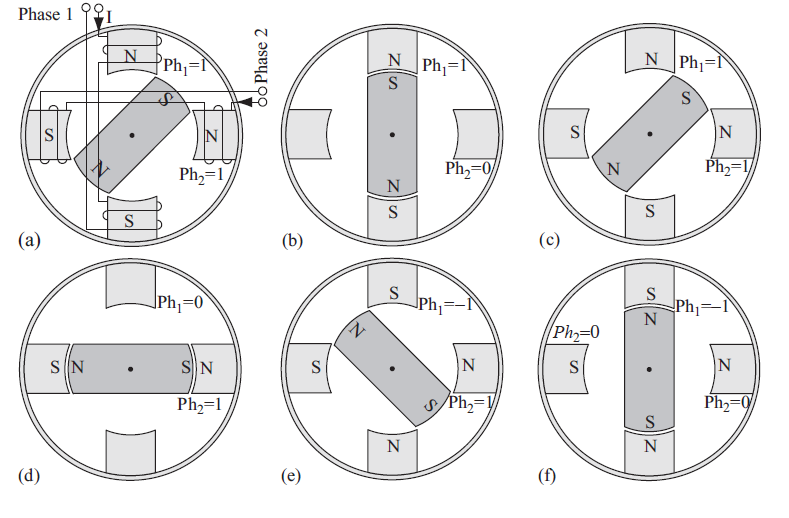 Phase 1
I
Phase 2
N
Ph₁=1
S
S
N
N
Ph₂=1
S
(a)
N
Ph₁=1
S
Ph₂=0
N
S
(b)
N
Ph₁=1
S
S
N
N
Ph₂=1
S
(c)
Ph₁=0
S N
S N
Ph₂=1
(d)
S
Ph₁=−1
N
S
N
S
Ph₂=1
N
(e)
S
Ph₁=−1
N
Ph₂=0
S
N
Ph₂=0
S
N
(f)